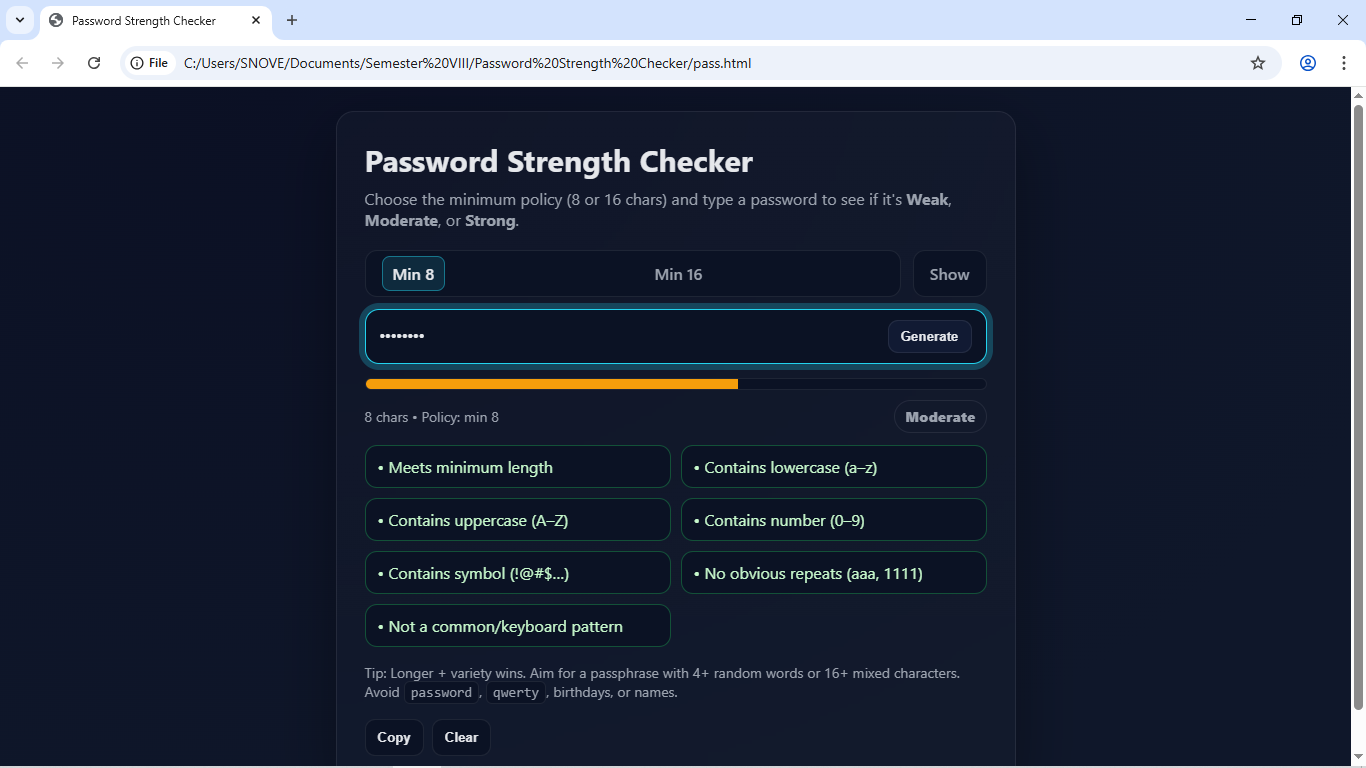 Password Strength Checker
File C:/Users/SNOVE/Documents/Semester%20VIII/Password%20Strength%20Checker/pass.html
Password Strength Checker
Choose the minimum policy (8 or 16 chars) and type a password to see if it's Weak,
Moderate, or Strong.
Min 8 Min 16 Show
•••••••• Generate
8 chars • Policy: min 8 Moderate
• Meets minimum length • Contains lowercase (a–z)
• Contains uppercase (A–Z) • Contains number (0–9)
• Contains symbol (!@#$...) • No obvious repeats (aaa, 1111)
• Not a common/keyboard pattern
Tip: Longer + variety wins. Aim for a passphrase with 4+ random words or 16+ mixed characters.
Avoid password, qwerty, birthdays, or names.
Copy Clear